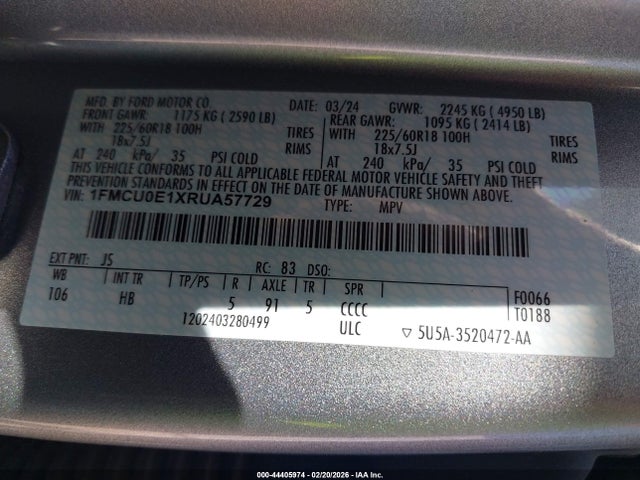 MFD. BY FORD MOTOR CO.
DATE: 03/24 GVWR: 2245 KG ( 4950 LB)
FRONT GAWR: 1175 KG ( 2590 LB)
REAR GAWR: 1095 KG ( 2414 LB)
WITH 225/60R18 100H TIRES
WITH 225/60R18 100H TIRES
18x7.5J RIMS
18x7.5J RIMS
AT 240 kPa/ 35 PSI COLD
AT 240 kPa/ 35 PSI COLD
THIS VEHICLE CONFORMS TO ALL APPLICABLE FEDERAL MOTOR VEHICLE SAFETY AND THEFT
PREVENTION STANDARDS IN EFFECT ON THE DATE OF MANUFACTURE SHOWN ABOVE.
VIN: 1FMCU0E1XRUA57729
TYPE: MPV
EXT PNT: JS RC: 83 DSO:
WB INT TR TP/PS R AXLE TR SPR
106 HB 5 91 5 CCCC
F0066
T0188
1202403280499 ULC ▽ 5U5A-3520472-AA
000-44405974 - 02/20/2026 - IAA Inc.